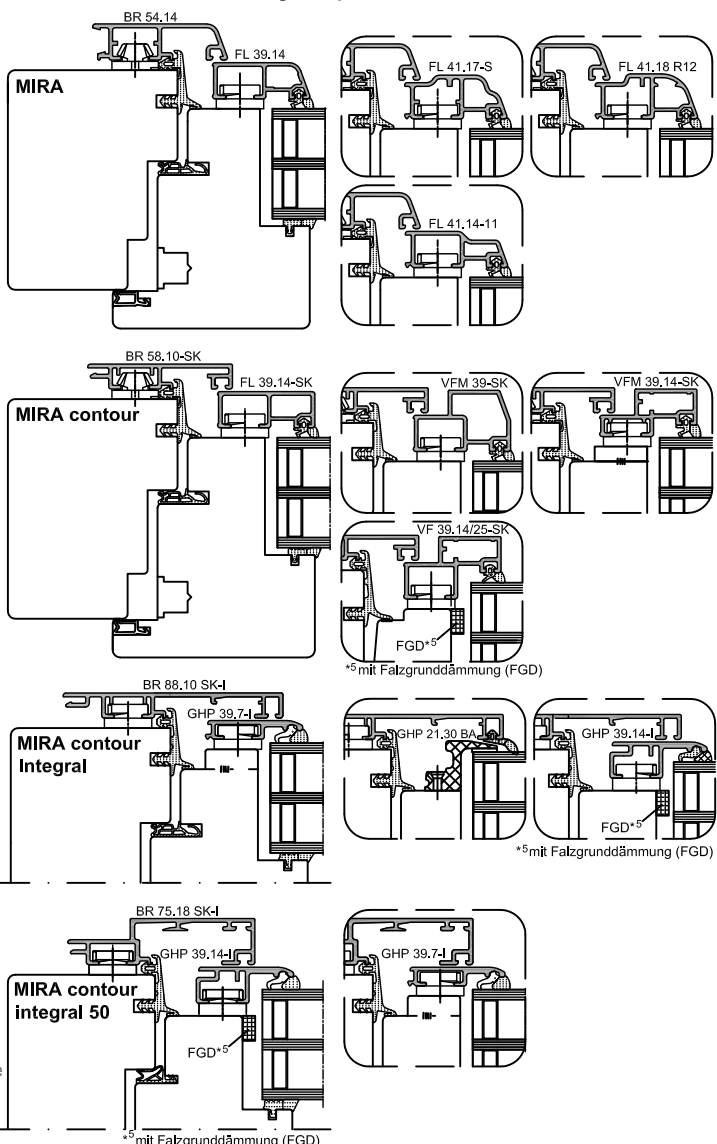 BR 54.14
FL 39.14
MIRA
FL 41.17-S
FL 41.18 R12
FL 41.14-11
BR 58.10-SK
FL 39.14-SK
MIRA contour
VFM 39-SK
VFM 39.14-SK
VF 39.14/25-SK
FGD*5
*5 mit Falzgrunddämmung (FGD)
BR 88.10 SK-I
GHP 39.7-I
MIRA contour
Integral
GHP 21.30 BA
GHP 39.14-I
FGD*5
*5 mit Falzgrunddämmung (FGD)
BR 75.18 SK-I
GHP 39.14-I
MIRA contour
integral 50
FGD*5
GHP 39.7-I
*5 mit Falzgrunddämmung (FGD)